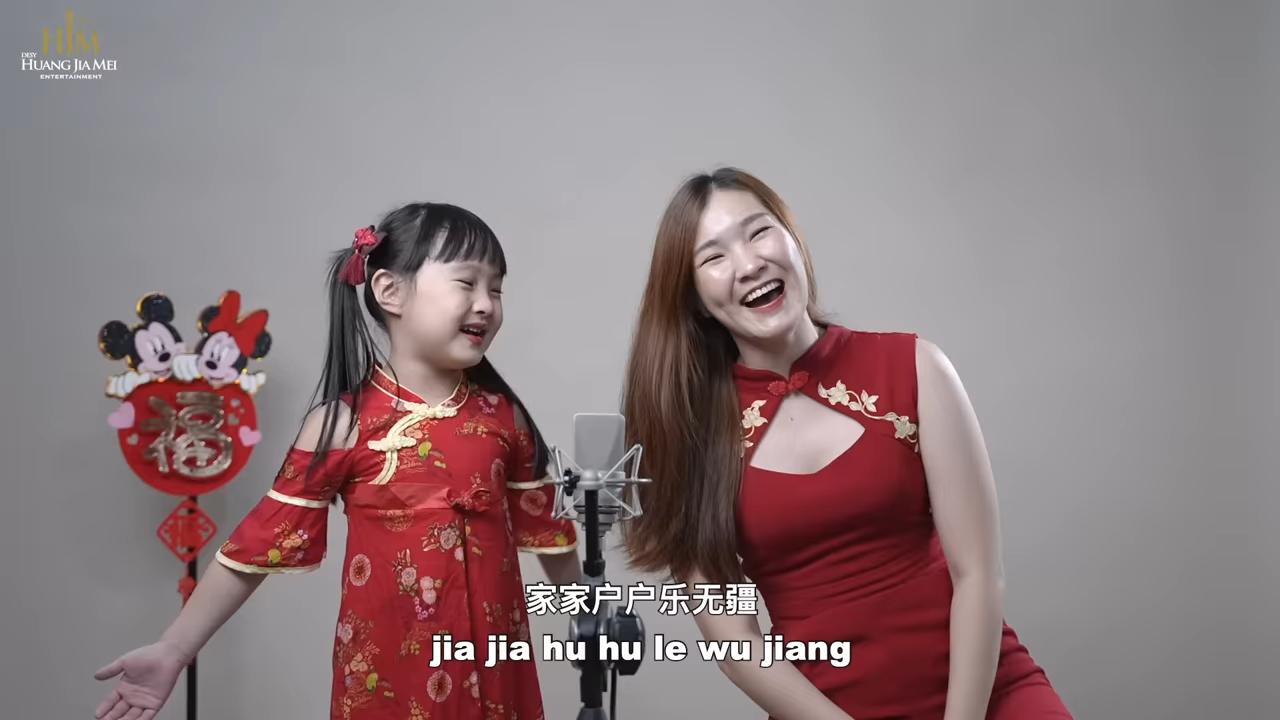 HJM
DESY
HUANG JIA MEI
ENTERTAINMENT
福
家家户户乐无疆
jia jia hu hu le wu jiang